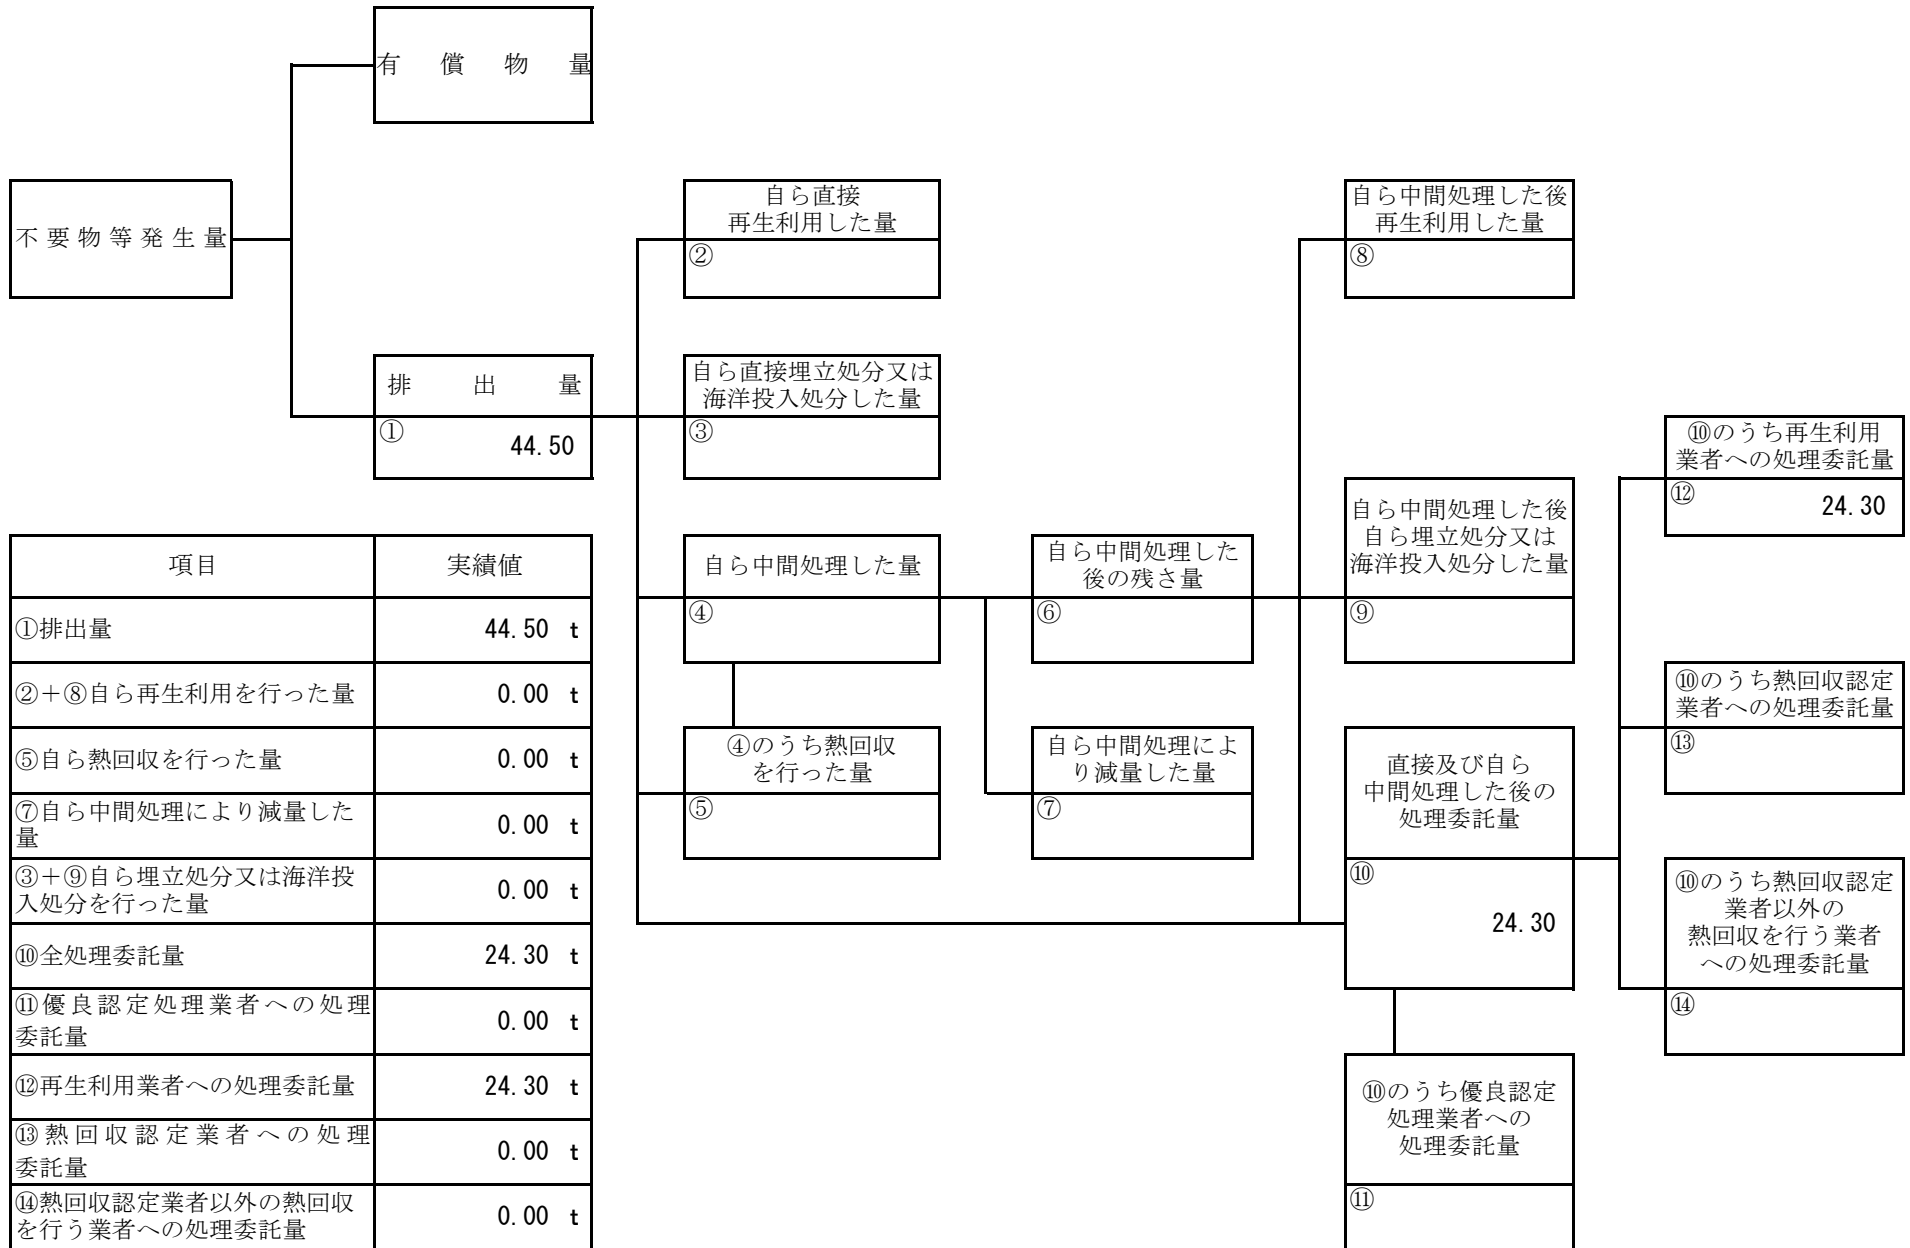 有償物量
不要物等発生量
排出量
①
44.50
自ら直接
再生利用した量
②
自ら直接埋立処分又は
海洋投入処分した量
③
自ら中間処理した量
④
④のうち熱回収
を行った量
⑤
自ら中間処理した
後の残さ量
⑥
自ら中間処理によ
り減量した量
⑦
自ら中間処理した後
再生利用した量
⑧
自ら中間処理した後
自ら埋立処分又は
海洋投入処分した量
⑨
直接及び自ら
中間処理した後の
処理委託量
⑩
24.30
⑩のうち優良認定
処理業者への
処理委託量
⑪
⑩のうち再生利用
業者への処理委託量
⑫
24.30
⑩のうち熱回収認定
業者への処理委託量
⑬
⑩のうち熱回収認定
業者以外の
熱回収を行う業者
への処理委託量
⑭
項目 実績値
①排出量 44.50 t
②+⑧自ら再生利用を行った量 0.00 t
⑤自ら熱回収を行った量 0.00 t
⑦自ら中間処理により減量した
量 0.00 t
③+⑨自ら埋立処分又は海洋投
入処分を行った量 0.00 t
⑩全処理委託量 24.30 t
⑪優良認定処理業者への処理
委託量 0.00 t
⑫再生利用業者への処理委託量 24.30 t
⑬熱回収認定業者への処理
委託量 0.00 t
⑭熱回収認定業者以外の熱回収
を行う業者への処理委託量 0.00 t